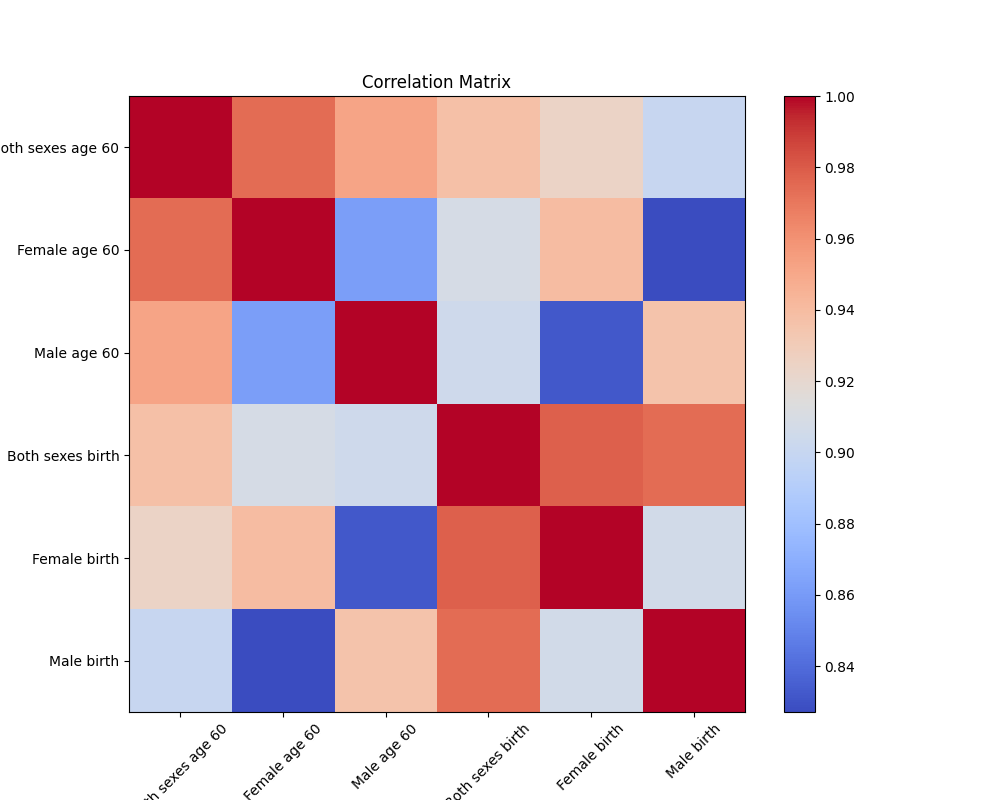 Correlation Matrix
oth sexes age 60
Female age 60
Male age 60
Both sexes birth
Female birth
Male birth
th sexes age 60
Female age 60
Male age 60
Both sexes birth
Female birth
Male birth
1.00
0.98
0.96
0.94
0.92
0.90
0.88
0.86
0.84